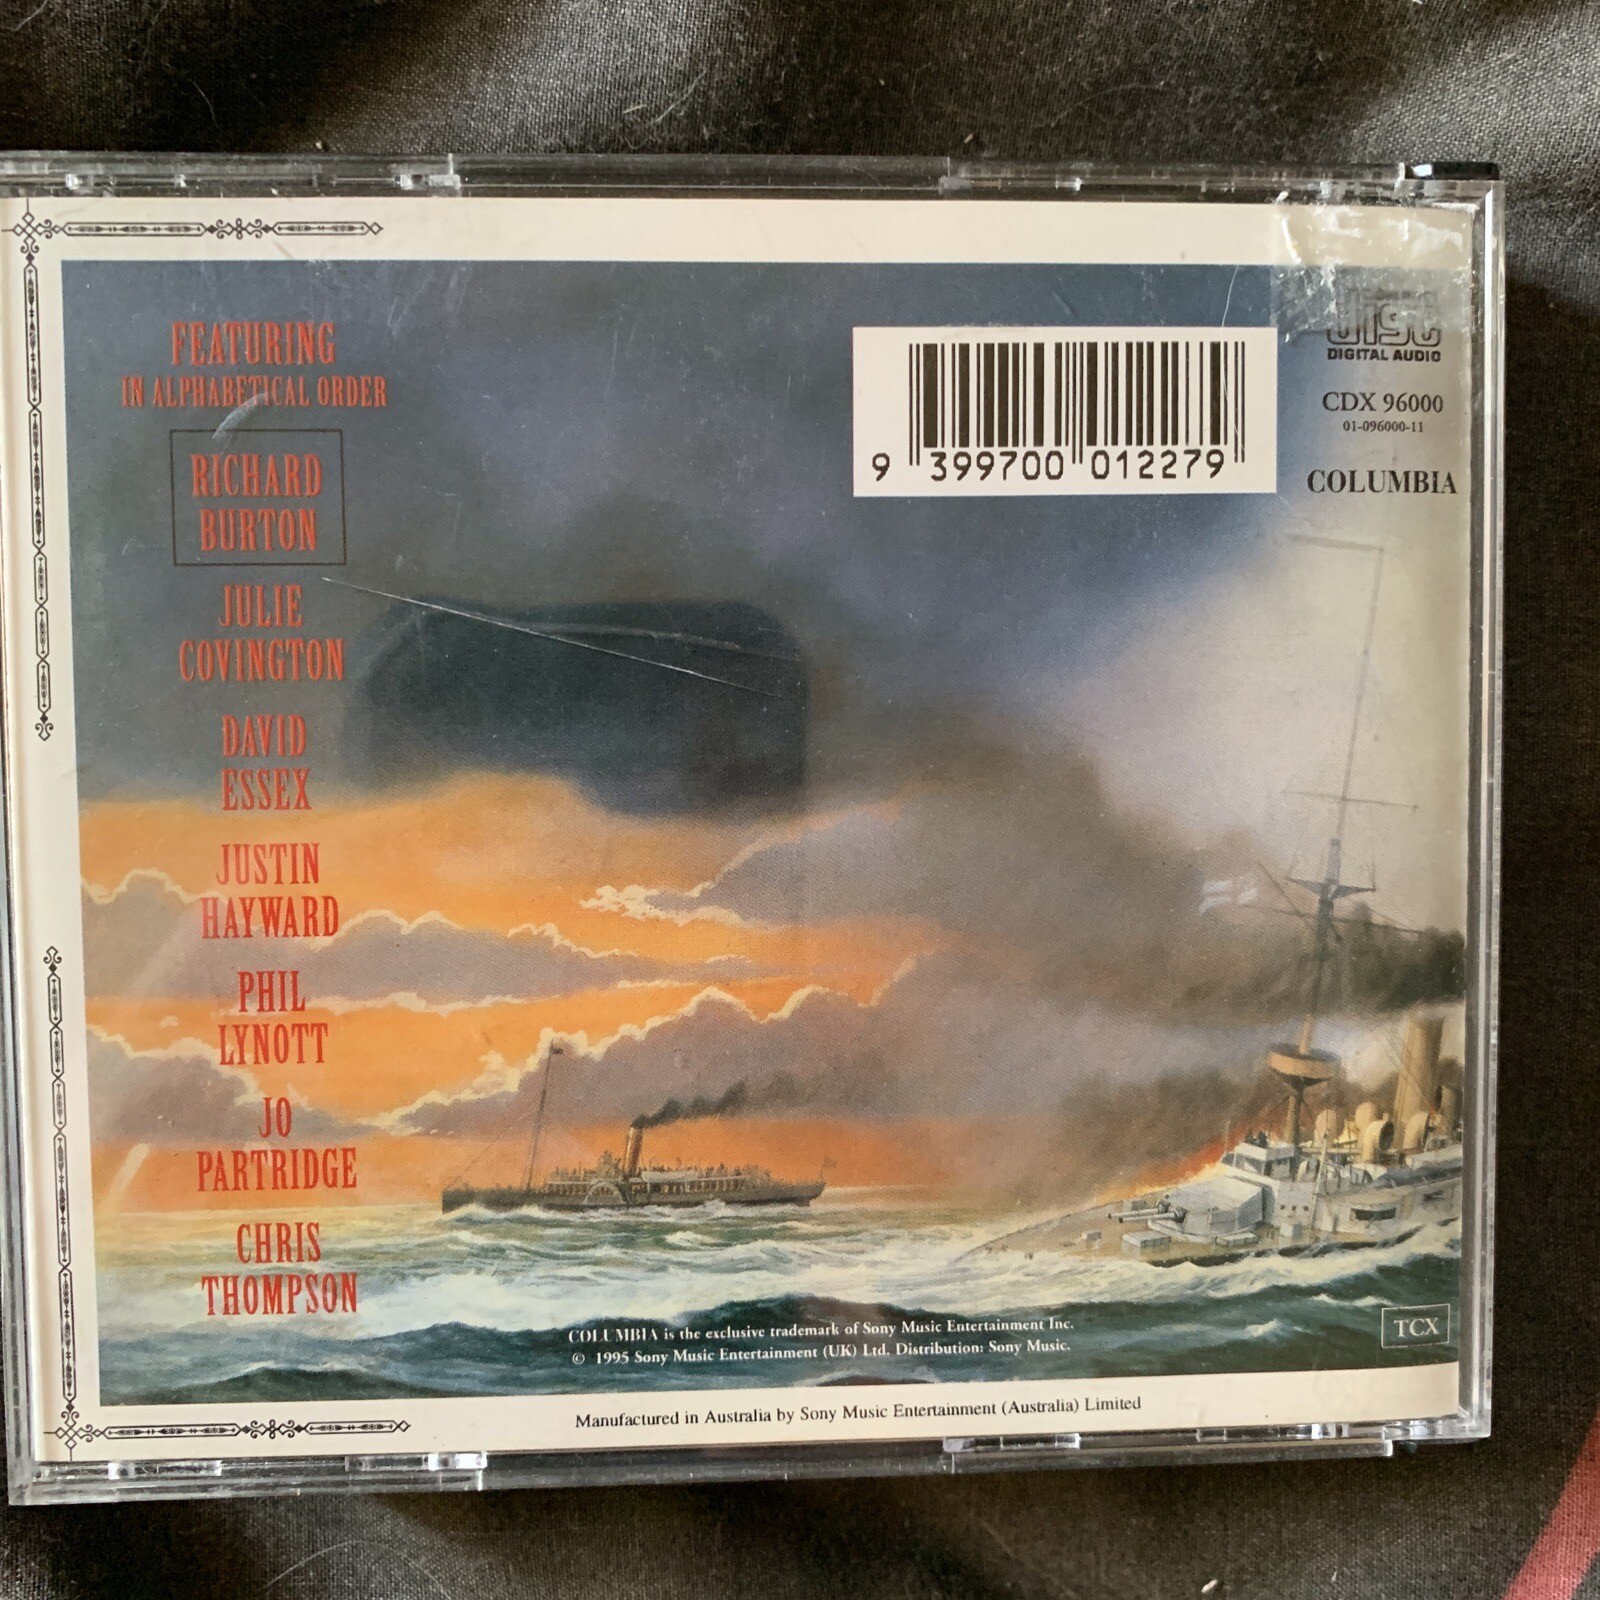 FEATURING
IN ALPHABETICAL ORDER
RICHARD
BURTON
JULIE
COVINGTON
DAVID
ESSEX
JUSTIN
HAYWARD
PHIL
LYNOTT
JO
PARTRIDGE
CHRIS
THOMPSON
9 399700 012279
disc
DIGITAL AUDIO
CDX 96000
01-096000-11
COLUMBIA
COLUMBIA is the exclusive trademark of Sony Music Entertainment Inc.
© 1995 Sony Music Entertainment (UK) Ltd. Distribution: Sony Music.
TCX
Manufactured in Australia by Sony Music Entertainment (Australia) Limited